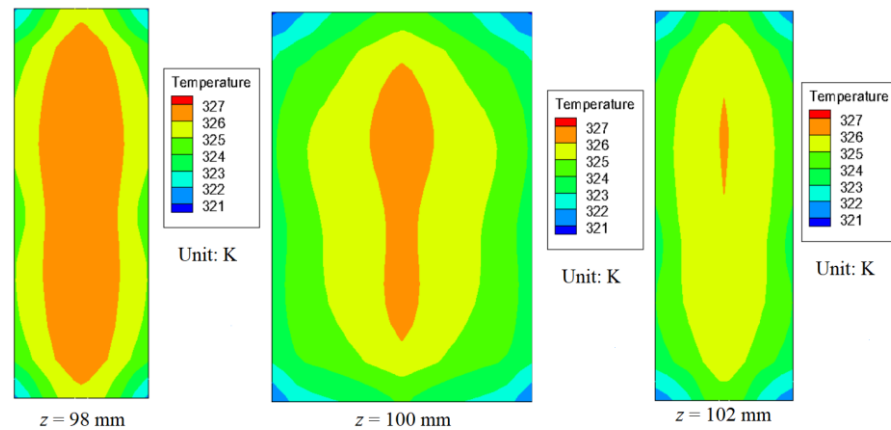 Temperature
327
326
325
324
323
322
321
Unit: K
z = 98 mm
Temperature
327
326
325
324
323
322
321
Unit: K
z = 100 mm
Temperature
327
326
325
324
323
322
321
Unit: K
z = 102 mm